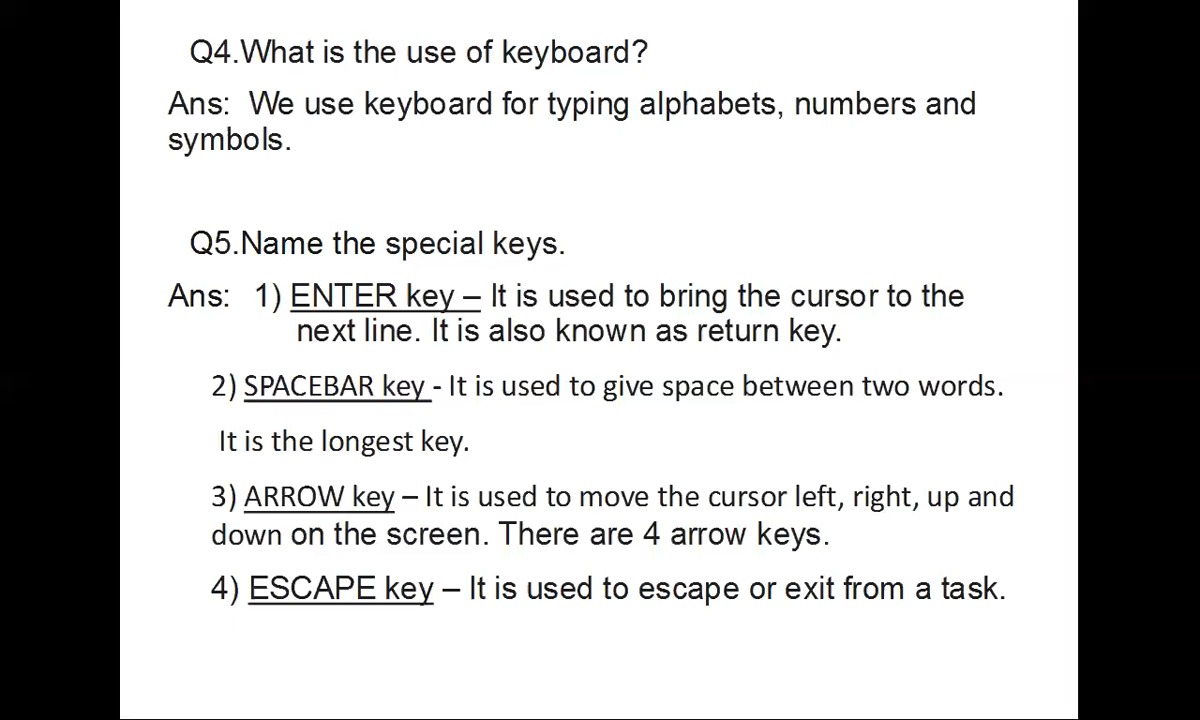 Q4.What is the use of keyboard?
Ans:  We use keyboard for typing alphabets, numbers and
symbols.
Q5.Name the special keys.
Ans:  1) ENTER key – It is used to bring the cursor to the
next line. It is also known as return key.
2) SPACEBAR key - It is used to give space between two words.
It is the longest key.
3) ARROW key – It is used to move the cursor left, right, up and
down on the screen. There are 4 arrow keys.
4) ESCAPE key – It is used to escape or exit from a task.